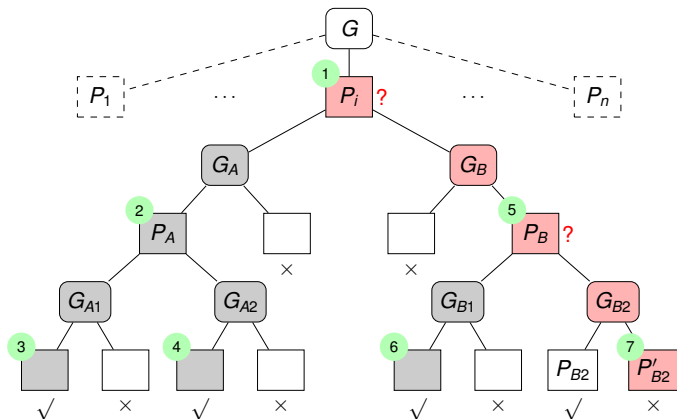 G
1
P1 ... Pi ? ... Pn
GA GB
2 5
PA × × PB ?
GA1 GA2 GB1 GB2
3 4 6 7
PB2 P′B2
√ × √ × √ × √ ×